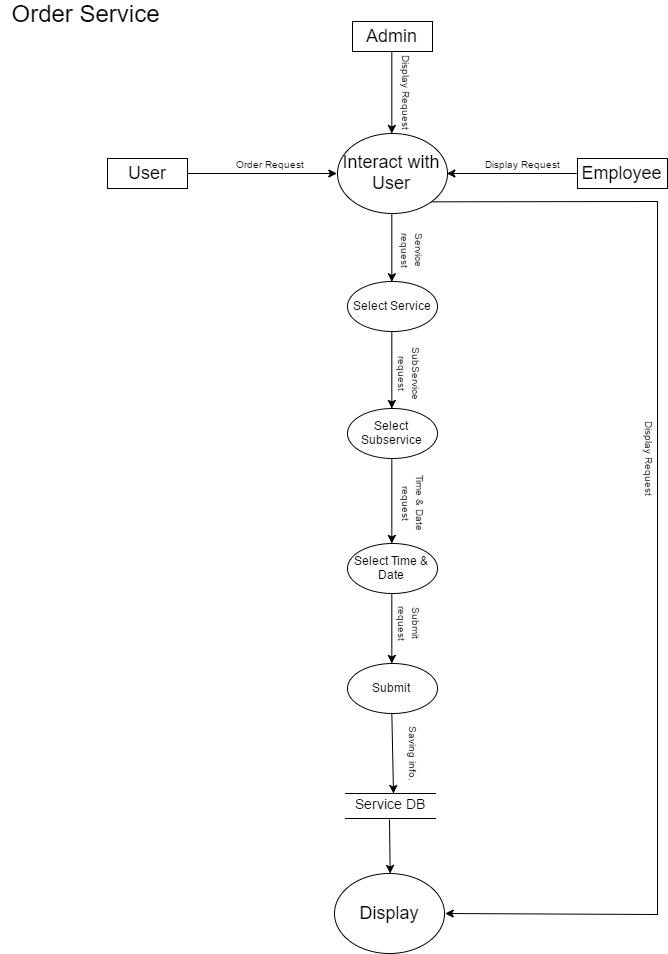 Order Service
Admin
Display Request
User
Order Request
Interact with
User
Display Request
Employee
Service
request
Select Service
SubService
request
Select
Subservice
Time & Date
request
Display Request
Select Time &
Date
Submit
request
Submit
Saving info.
Service DB
Display